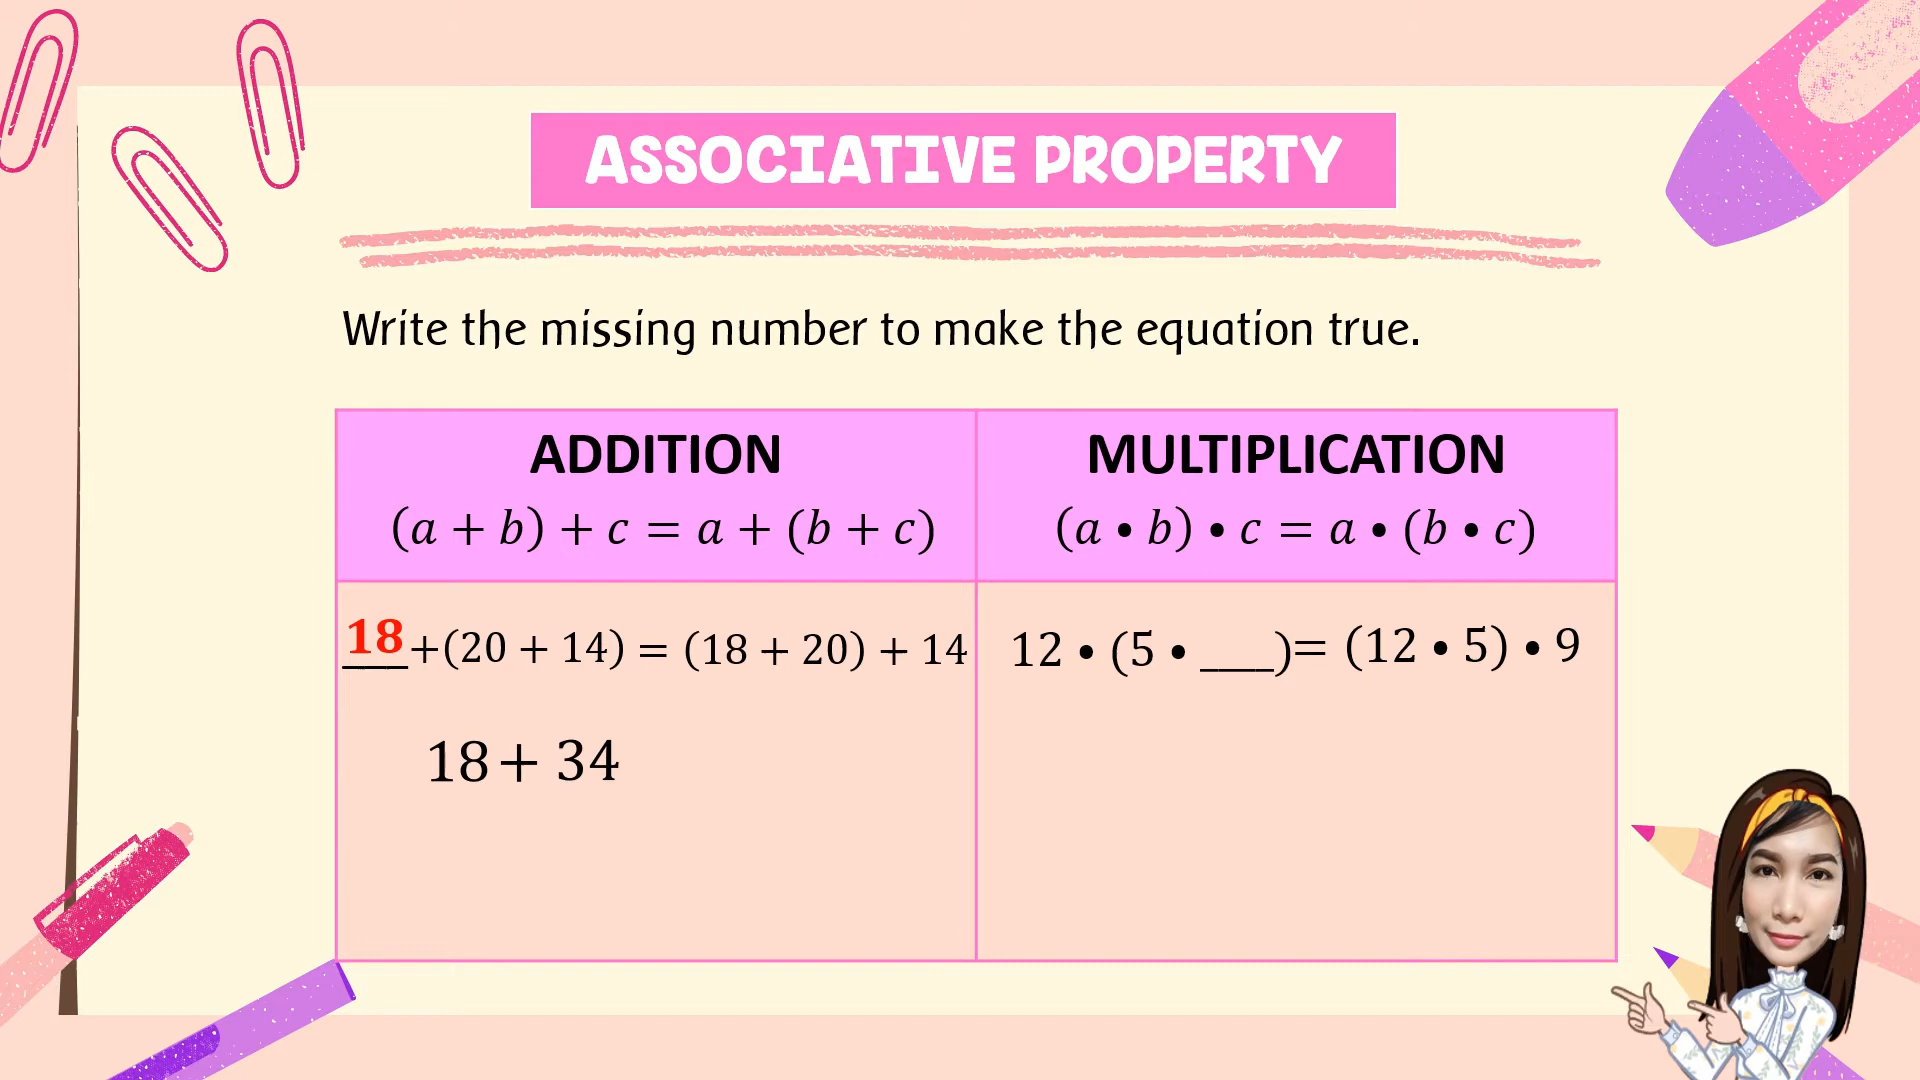 ASSOCIATIVE PROPERTY
Write the missing number to make the equation true.
ADDITION
(a + b) + c = a + (b + c)
MULTIPLICATION
(a • b) • c = a • (b • c)
18+(20 + 14) = (18 + 20) + 14
18+ 34
12 • (5 • ___)= (12 • 5) • 9